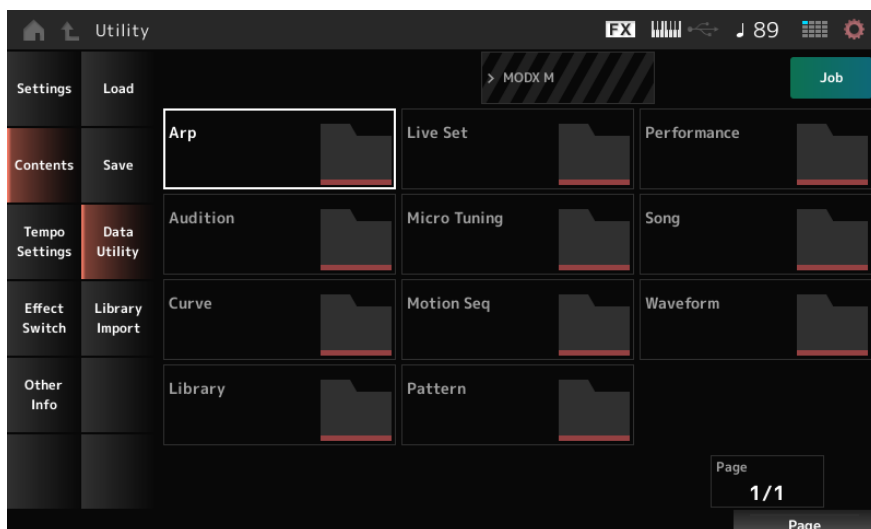 Utility
FX
♩ 89
Settings
Load
> MODX M
Job
Arp
Live Set
Performance
Contents
Save
Audition
Micro Tuning
Song
Tempo
Settings
Data
Utility
Curve
Motion Seq
Waveform
Effect
Switch
Library
Import
Library
Pattern
Other
Info
Page
1/1
Page